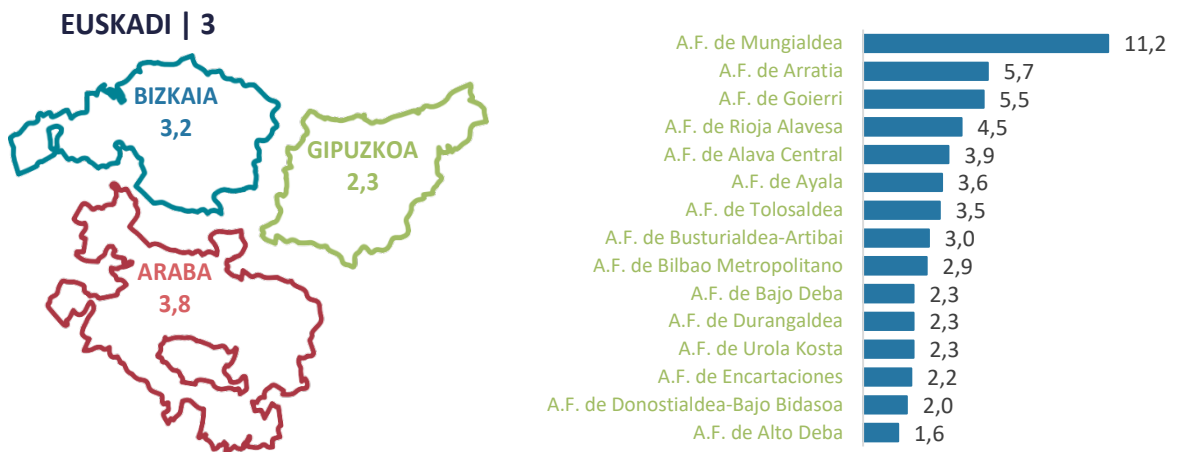 EUSKADI | 3
BIZKAIA
3,2
GIPUZKOA
2,3
ARABA
3,8
A.F. de Mungialdea 11,2
A.F. de Arratia 5,7
A.F. de Goierri 5,5
A.F. de Rioja Alavesa 4,5
A.F. de Alava Central 3,9
A.F. de Ayala 3,6
A.F. de Tolosaldea 3,5
A.F. de Busturialdea-Artibai 3,0
A.F. de Bilbao Metropolitano 2,9
A.F. de Bajo Deba 2,3
A.F. de Durangaldea 2,3
A.F. de Urola Kosta 2,3
A.F. de Encartaciones 2,2
A.F. de Donostialdea-Bajo Bidasoa 2,0
A.F. de Alto Deba 1,6